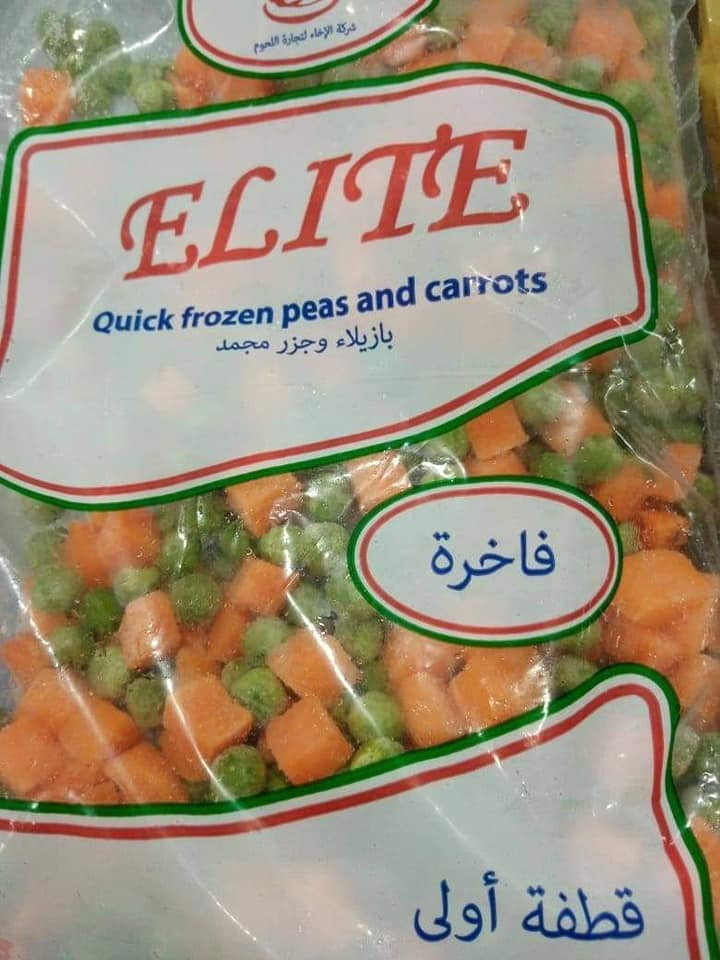 شركة الإخاء لتجارة اللحوم
ELITE
Quick frozen peas and carrots
بازيلاء وجزر مجمد
فاخرة
قطفة أولى